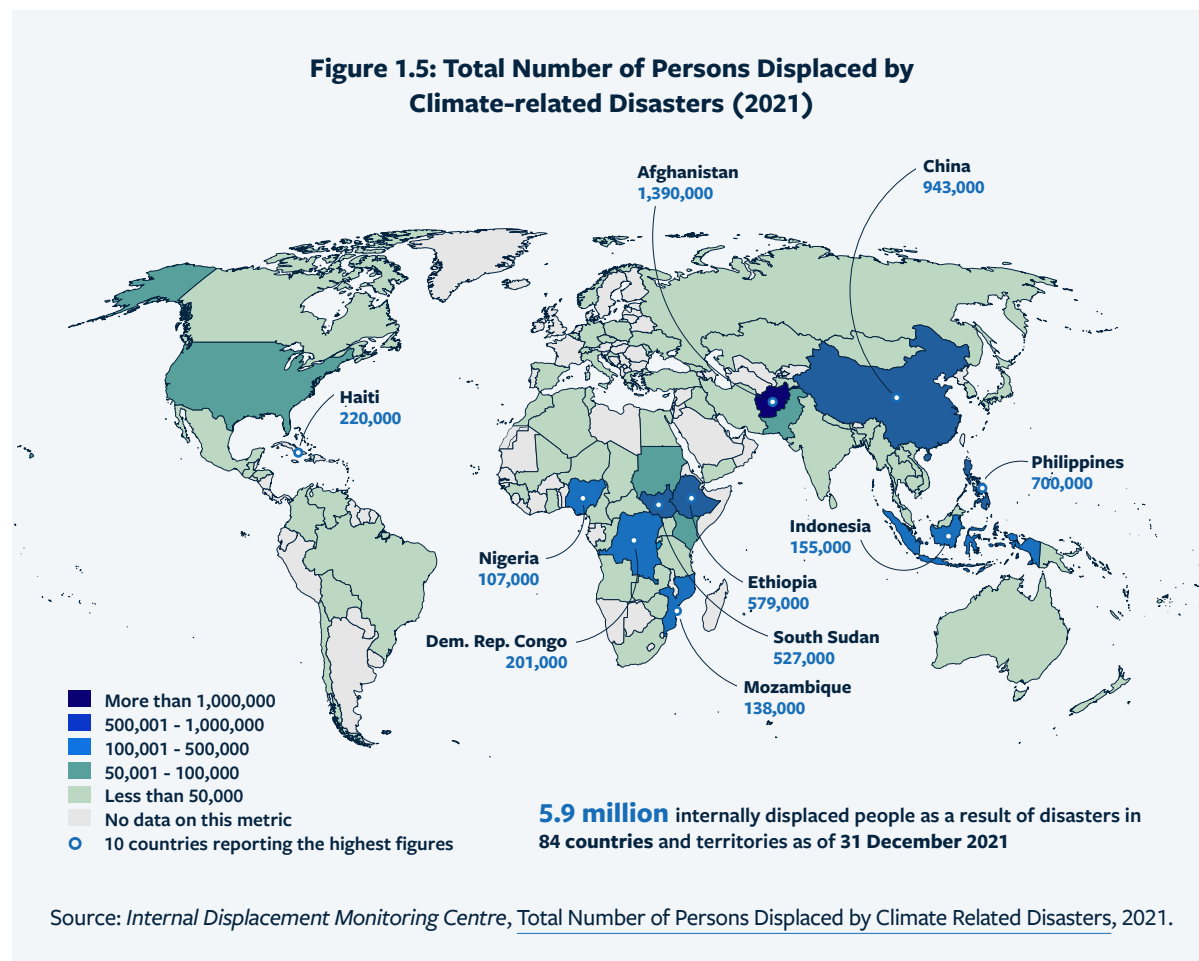 Figure 1.5: Total Number of Persons Displaced by
Climate-related Disasters (2021)
Afghanistan
1,390,000
China
943,000
Haiti
220,000
Philippines
700,000
Indonesia
155,000
Nigeria
107,000
Ethiopia
579,000
Dem. Rep. Congo
201,000
South Sudan
527,000
Mozambique
138,000
More than 1,000,000
500,001 - 1,000,000
100,001 - 500,000
50,001 - 100,000
Less than 50,000
No data on this metric
10 countries reporting the highest figures
5.9 million internally displaced people as a result of disasters in
84 countries and territories as of 31 December 2021
Source: Internal Displacement Monitoring Centre, Total Number of Persons Displaced by Climate Related Disasters, 2021.